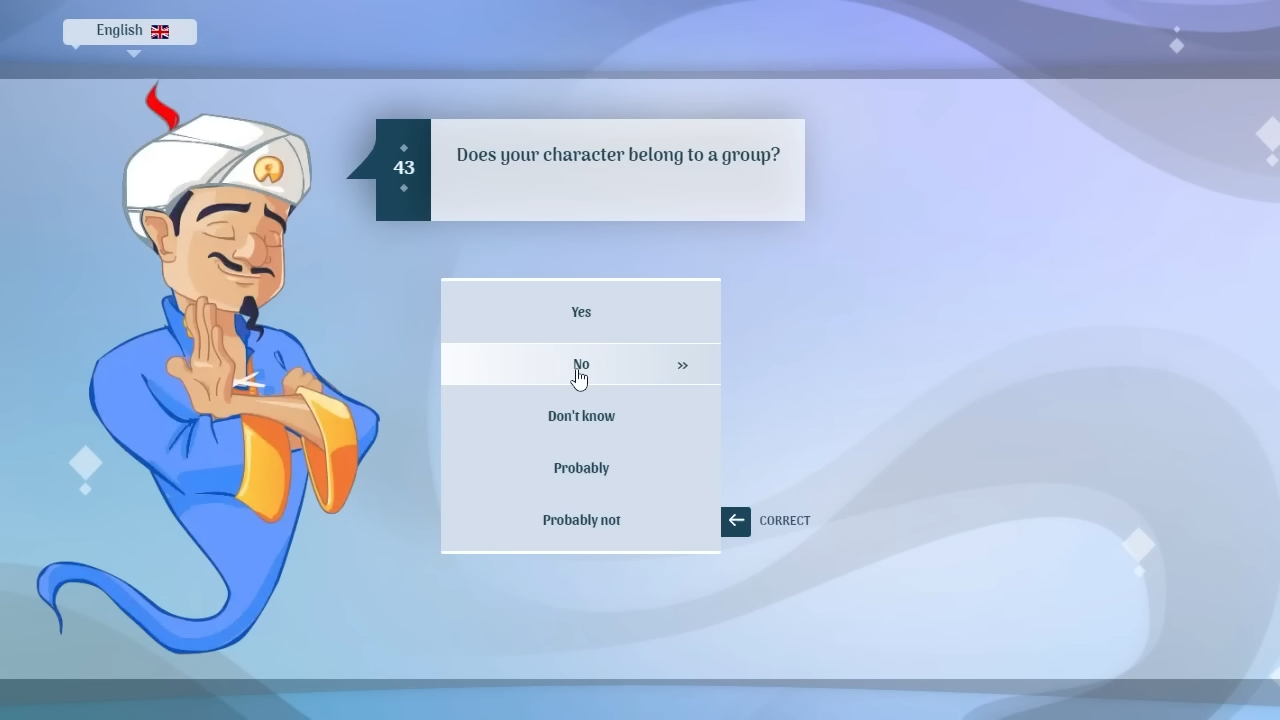 English
43
Does your character belong to a group?
Yes
No
Don't know
Probably
Probably not
CORRECT